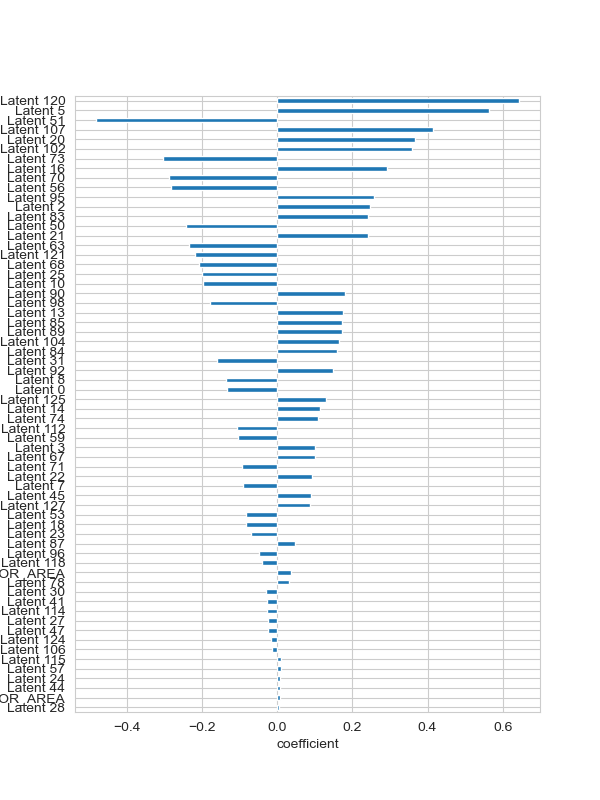 Latent 120
Latent 5
Latent 51
Latent 107
Latent 20
Latent 102
Latent 73
Latent 16
Latent 70
Latent 56
Latent 95
Latent 2
Latent 83
Latent 50
Latent 21
Latent 63
Latent 121
Latent 68
Latent 25
Latent 10
Latent 90
Latent 98
Latent 13
Latent 85
Latent 89
Latent 104
Latent 84
Latent 31
Latent 92
Latent 8
Latent 0
Latent 125
Latent 14
Latent 74
Latent 112
Latent 59
Latent 3
Latent 67
Latent 71
Latent 22
Latent 7
Latent 45
Latent 127
Latent 53
Latent 18
Latent 23
Latent 87
Latent 96
Latent 118
OR_AREA
Latent 78
Latent 30
Latent 41
Latent 114
Latent 27
Latent 47
Latent 124
Latent 106
Latent 115
Latent 57
Latent 24
Latent 44
OR_AREA
Latent 28
−0.4 −0.2 0.0 0.2 0.4 0.6
coefficient